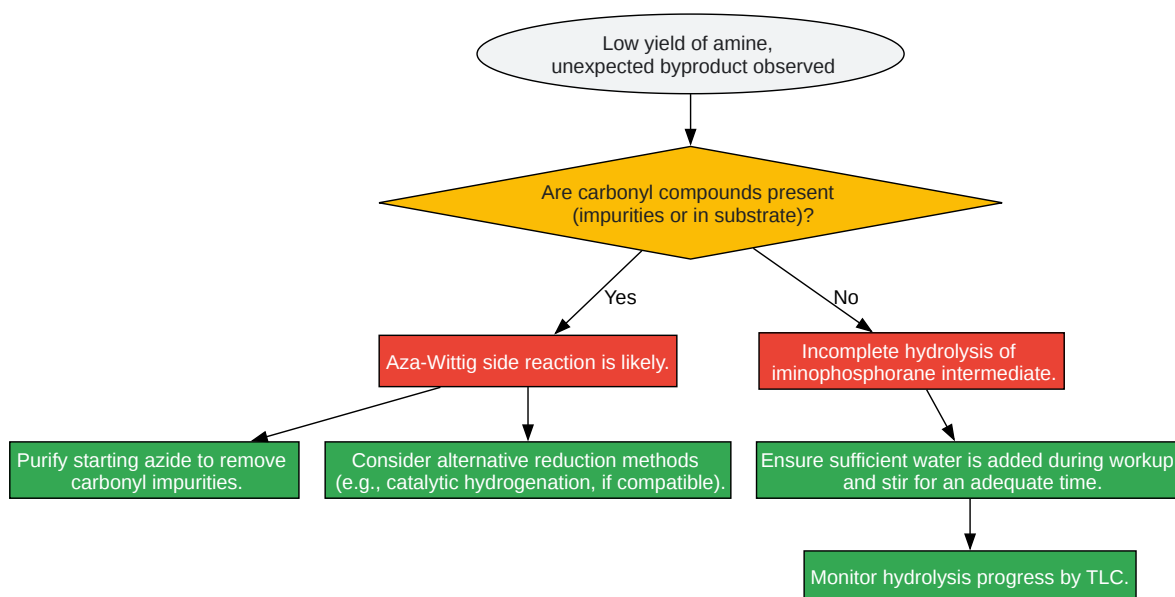 Low yield of amine,
unexpected byproduct observed
Are carbonyl compounds present
(impurities or in substrate)?
Yes
No
Aza-Wittig side reaction is likely.
Incomplete hydrolysis of
iminophosphorane intermediate.
Purify starting azide to remove
carbonyl impurities.
Consider alternative reduction methods
(e.g., catalytic hydrogenation, if compatible).
Ensure sufficient water is added during workup
and stir for an adequate time.
Monitor hydrolysis progress by TLC.